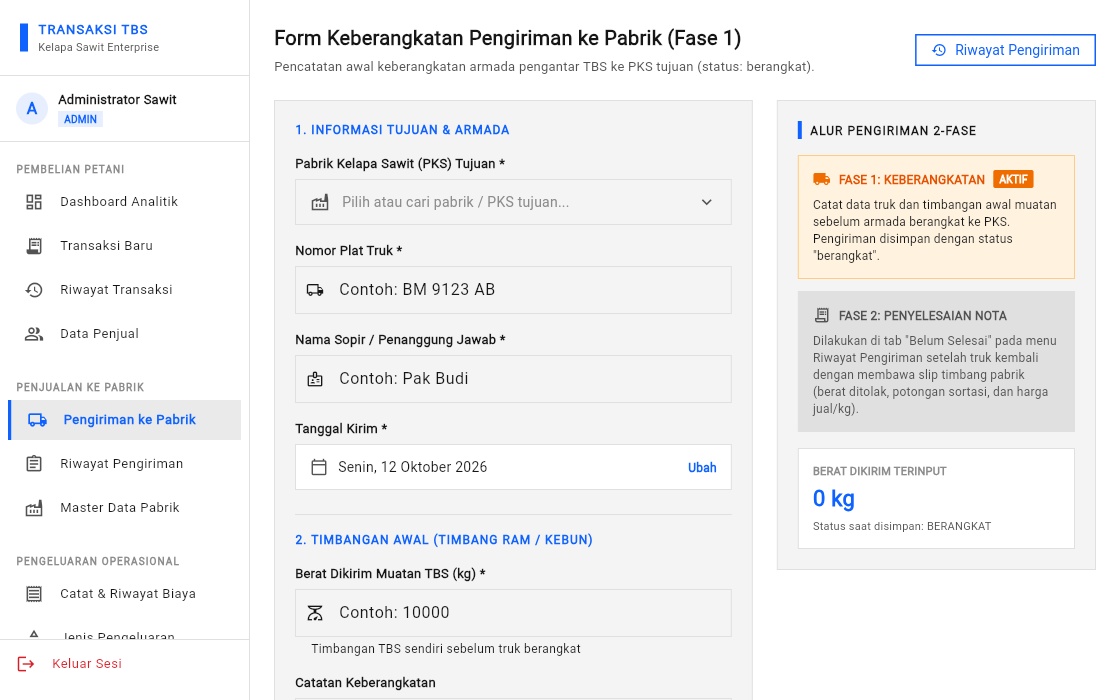 TRANSAKSI TBS
Kelapa Sawit Enterprise
A
Administrator Sawit
ADMIN
PEMBELIAN PETANI
Dashboard Analitik
Transaksi Baru
Riwayat Transaksi
Data Penjual
PENJUALAN KE PABRIK
Pengiriman ke Pabrik
Riwayat Pengiriman
Master Data Pabrik
PENGELUARAN OPERASIONAL
Catat & Riwayat Biaya
Jenis Pengeluaran
Keluar Sesi
Form Keberangkatan Pengiriman ke Pabrik (Fase 1)
Pencatatan awal keberangkatan armada pengantar TBS ke PKS tujuan (status: berangkat).
Riwayat Pengiriman
1. INFORMASI TUJUAN & ARMADA
Pabrik Kelapa Sawit (PKS) Tujuan *
Pilih atau cari pabrik / PKS tujuan...
Nomor Plat Truk *
Contoh: BM 9123 AB
Nama Sopir / Penanggung Jawab *
Contoh: Pak Budi
Tanggal Kirim *
Senin, 12 Oktober 2026
Ubah
2. TIMBANGAN AWAL (TIMBANG RAM / KEBUN)
Berat Dikirim Muatan TBS (kg) *
Contoh: 10000
Timbangan TBS sendiri sebelum truk berangkat
Catatan Keberangkatan
ALUR PENGIRIMAN 2-FASE
FASE 1: KEBERANGKATAN AKTIF
Catat data truk dan timbangan awal muatan
sebelum armada berangkat ke PKS.
Pengiriman disimpan dengan status
"berangkat".
FASE 2: PENYELESAIAN NOTA
Dilakukan di tab "Belum Selesai" pada menu
Riwayat Pengiriman setelah truk kembali
dengan membawa slip timbang pabrik
(berat ditolak, potongan sortasi, dan harga
jual/kg).
BERAT DIKIRIM TERINPUT
0 kg
Status saat disimpan: BERANGKAT